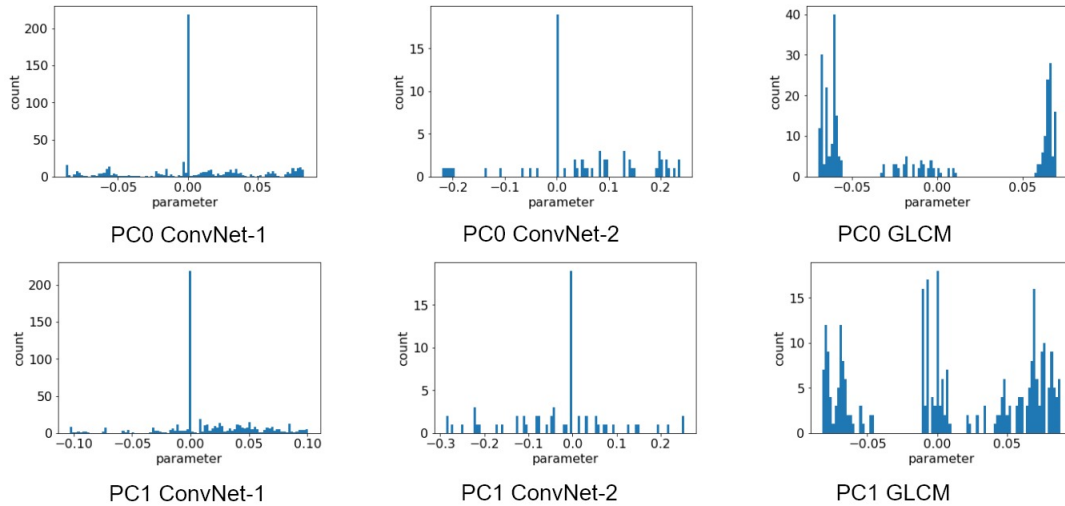 200
150
100
50
0
count
−0.05 0.00 0.05
parameter
PC0 ConvNet-1
15
10
5
0
count
−0.2 −0.1 0.0 0.1 0.2
parameter
PC0 ConvNet-2
40
30
20
10
0
count
−0.05 0.00 0.05
parameter
PC0 GLCM
200
150
100
50
0
count
−0.10 −0.05 0.00 0.05 0.10
parameter
PC1 ConvNet-1
15
10
5
0
count
−0.3 −0.2 −0.1 0.0 0.1 0.2
parameter
PC1 ConvNet-2
15
10
5
0
count
−0.05 0.00 0.05
parameter
PC1 GLCM